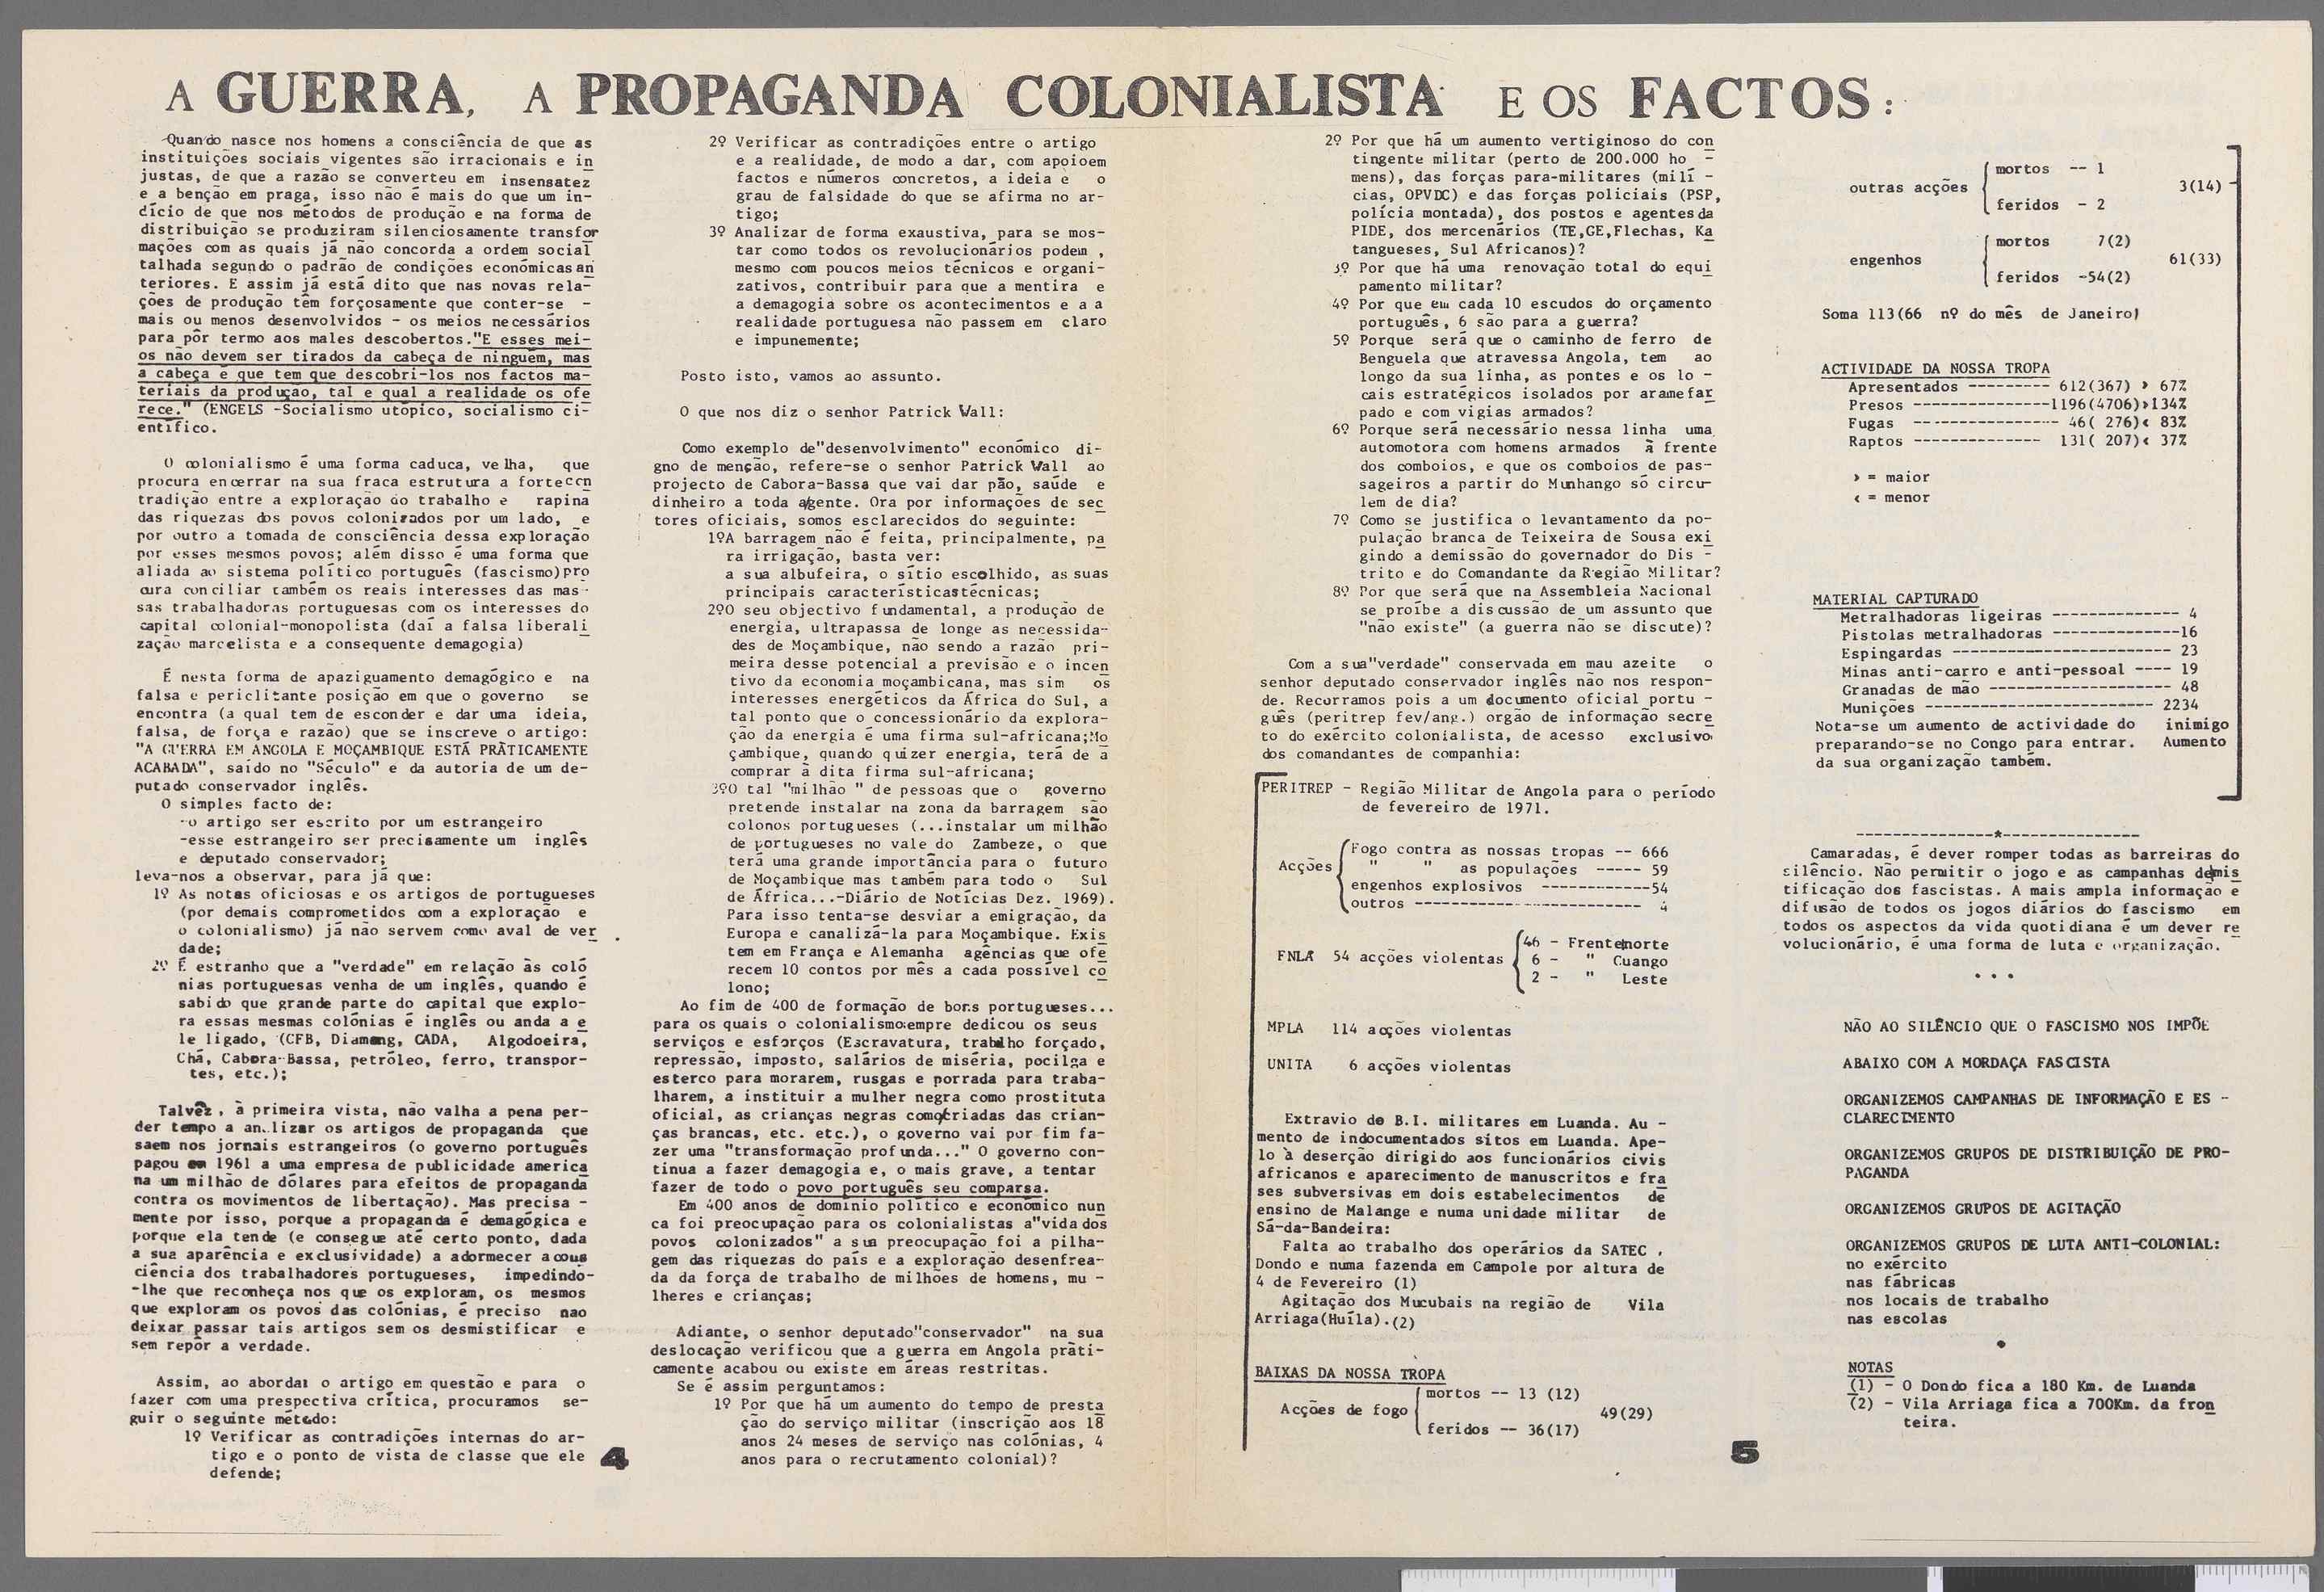 A GUERRA, A PROPAGANDA COLONIALISTA E OS FACTOS:
Quando nasce nos homens a consciência de que as
instituições sociais vigentes são irracionais e in
justas, de que a razão se converteu em insensatez
e a benção em praga, isso não é mais do que um in-
dício de que nos métodos de produção e na forma de
distribuição se produziram silenciosamente transfor
mações com as quais já não concorda a ordem social
talhada segundo o padrão de condições económicas an
teriores. E assim já está dito que nas novas rela-
ções de produção têm forçosamente que conter-se -
mais ou menos desenvolvidos - os meios necessários
para pôr termo aos males descobertos."E esses mei-
os não devem ser tirados da cabeça de ninguém, mas
a cabeça é que tem que descobri-los nos factos ma-
teriais da produção, tal e qual a realidade os ofe
rece." (ENGELS -Socialismo utópico, socialismo ci-
entífico.
O colonialismo é uma forma caduca, velha, que
procura encerrar na sua fraca estrutura a forte con
tradição entre a exploração do trabalho e rapina
das riquezas dos povos colonizados por um lado, e
por outro a tomada de consciência dessa exploração
por esses mesmos povos; além disso é uma forma que
aliada ao sistema político português (fascismo)pro
cura conciliar também os reais interesses das mas-
sas trabalhadoras portuguesas com os interesses do
capital colonial-monopolista (daí a falsa liberali
zação marcelista e a consequente demagogia)
É nesta forma de apaziguamento demagógico e na
falsa e periclitante posição em que o governo se
encontra (a qual tem de esconder e dar uma ideia,
falsa, de força e razão) que se inscreve o artigo:
"A GUERRA EM ANGOLA E MOÇAMBIQUE ESTÁ PRÀTICAMENTE
ACABADA", saído no "Século" e da autoria de um de-
putado conservador inglês.
O simples facto de:
-o artigo ser escrito por um estrangeiro
-esse estrangeiro ser precisamente um inglês
e deputado conservador;
leva-nos a observar, para já que:
1º As notas oficiosas e os artigos de portugueses
(por demais comprometidos com a exploração e
o colonialismo) já não servem como aval de ver
dade;
2º É estranho que a "verdade" em relação às coló
nias portuguesas venha de um inglês, quando é
sabido que grande parte do capital que explo-
ra essas mesmas colónias é inglês ou anda a e
le ligado, (CFB, Diamang, CADA, Algodoeira,
Chá, Cabora-Bassa, petróleo, ferro, transpor-
tes, etc.);
Talvêz, à primeira vista, não valha a pena per-
der tempo a analizar os artigos de propaganda que
saem nos jornais estrangeiros (o governo português
pagou em 1961 a uma empresa de publicidade america
na um milhão de dólares para efeitos de propaganda
contra os movimentos de libertação). Mas precisa -
mente por isso, porque a propaganda é demagógica e
porque ela tende (e consegue até certo ponto, dada
a sua aparência e exclusividade) a adormecer a cons
ciência dos trabalhadores portugueses, impedindo-
-lhe que reconheça nos que os exploram, os mesmos
que exploram os povos das colónias, é preciso nao
deixar passar tais artigos sem os desmistificar e
sem repôr a verdade.
Assim, ao abordar o artigo em questão e para o
fazer com uma prespectiva crítica, procuramos se-
guir o seguinte método:
1º Verificar as contradições internas do ar-
tigo e o ponto de vista de classe que ele
defende;
4
2º Verificar as contradições entre o artigo
e a realidade, de modo a dar, com apoioem
factos e números concretos, a ideia e o
grau de falsidade do que se afirma no ar-
tigo;
3º Analizar de forma exaustiva, para se mos-
tar como todos os revolucionários podem ,
mesmo com poucos meios técnicos e organi-
zativos, contribuir para que a mentira e
a demagogia sobre os acontecimentos e a a
realidade portuguesa não passem em claro
e impunemente;
Posto isto, vamos ao assunto.
O que nos diz o senhor Patrick Wall:
Como exemplo de"desenvolvimento" económico di-
gno de menção, refere-se o senhor Patrick Wall ao
projecto de Cabora-Bassa que vai dar pão, saúde e
dinheiro a toda a gente. Ora por informações de sec
tores oficiais, somos esclarecidos do seguinte:
1ºA barragem não é feita, principalmente, pa
ra irrigação, basta ver:
a sua albufeira, o sítio escolhido, as suas
principais característicastécnicas;
2ºO seu objectivo fundamental, a produção de
energia, ultrapassa de longe as necessida-
des de Moçambique, não sendo a razão pri-
meira desse potencial a previsão e o incen
tivo da economia moçambicana, mas sim os
interesses energéticos da África do Sul, a
tal ponto que o concessionário da explora-
ção da energia é uma firma sul-africana;Mo
çambique, quando quizer energia, terá de a
comprar à dita firma sul-africana;
3ºO tal "milhão " de pessoas que o governo
pretende instalar na zona da barragem são
colonos portugueses (...instalar um milhão
de portugueses no vale do Zambeze, o que
terá uma grande importância para o futuro
de Moçambique mas também para todo o Sul
de África...-Diário de Notícias Dez. 1969).
Para isso tenta-se desviar a emigração, da
Europa e canalizá-la para Moçambique. Exis
tem em França e Alemanha agências que ofe
recem 10 contos por mês a cada possível co
lono;
Ao fim de 400 de formação de bons portugueses...
para os quais o colonialismo sempre dedicou os seus
serviços e esforços (Escravatura, trabalho forçado,
repressão, imposto, salários de miséria, pocilga e
esterco para morarem, rusgas e porrada para traba-
lharem, a instituir a mulher negra como prostituta
oficial, as crianças negras como criadas das crian-
ças brancas, etc. etc.), o governo vai por fim fa-
zer uma "transformação profunda..." O governo con-
tinua a fazer demagogia e, o mais grave, a tentar
fazer de todo o povo português seu comparsa.
Em 400 anos de domínio político e económico nun
ca foi preocupação para os colonialistas a"vida dos
povos colonizados" a sua preocupação foi a pilha-
gem das riquezas do país e a exploração desenfrea-
da da força de trabalho de milhões de homens, mu -
lheres e crianças;
Adiante, o senhor deputado"conservador" na sua
deslocação verificou que a guerra em Angola pràti-
camente acabou ou existe em áreas restritas.
Se é assim perguntamos:
1º Por que há um aumento do tempo de presta
ção do serviço militar (inscrição aos 18
anos 24 meses de serviço nas colónias, 4
anos para o recrutamento colonial)?
2º Por que há um aumento vertiginoso do con
tingente militar (perto de 200.000 ho -
mens), das forças para-militares (milí -
cias, OPVDC) e das forças policiais (PSP,
polícia montada), dos postos e agentes da
PIDE, dos mercenários (TE,GE,Flechas, Ka
tangueses, Sul Africanos)?
3º Por que há uma renovação total do equi
pamento militar?
4º Por que em cada 10 escudos do orçamento
português, 6 são para a guerra?
5º Porque será que o caminho de ferro de
Benguela que atravessa Angola, tem ao
longo da sua linha, as pontes e os lo -
cais estratégicos isolados por arame far
pado e com vigias armados?
6º Porque será necessário nessa linha uma
automotora com homens armados à frente
dos comboios, e que os comboios de pas-
sageiros a partir do Munhango só circu-
lem de dia?
7º Como se justifica o levantamento da po-
pulação branca de Teixeira de Sousa exi
gindo a demissão do governador do Dis -
trito e do Comandante da Região Militar?
8º Por que será que na Assembleia Nacional
se proíbe a discussão de um assunto que
"não existe" (a guerra não se discute)?
Com a sua"verdade" conservada em mau azeite o
senhor deputado conservador inglês não nos respon-
de. Recorramos pois a um documento oficial portu -
guês (peritrep fev/ang.) orgão de informação secre
to do exército colonialista, de acesso exclusivo
dos comandantes de companhia:
PERITREP - Região Militar de Angola para o período
de fevereiro de 1971.
Fogo contra as nossas tropas -- 666
Acções " " as populações ----- 59
engenhos explosivos ------------54
outros ------------------------- 4
46 - Frentenorte
FNLA 54 acções violentas 6 - " Cuango
2 - " Leste
MPLA 114 acções violentas
UNITA 6 acções violentas
Extravio de B.I. militares em Luanda. Au -
mento de indocumentados sitos em Luanda. Ape-
lo à deserção dirigido aos funcionários civis
africanos e aparecimento de manuscritos e fra
ses subversivas em dois estabelecimentos de
ensino de Malange e numa unidade militar de
Sá-da-Bandeira:
Falta ao trabalho dos operários da SATEC ,
Dondo e numa fazenda em Campole por altura de
4 de Fevereiro (1)
Agitação dos Mucubais na região de Vila
Arriaga(Huíla).(2)
BAIXAS DA NOSSA TROPA
mortos -- 13 (12)
Acções de fogo 49(29)
feridos -- 36(17)
5
mortos -- 1
outras acções 3(14)
feridos - 2
mortos 7(2)
engenhos 61(33)
feridos -54(2)
Soma 113(66 nº do mês de Janeiro)
ACTIVIDADE DA NOSSA TROPA
Apresentados --------- 612(367) > 67%
Presos ---------------1196(4706)>134%
Fugas ---------------- 46( 276)< 83%
Raptos -------------- 131( 207)< 37%
> = maior
< = menor
MATERIAL CAPTURADO
Metralhadoras ligeiras -------------- 4
Pistolas metralhadoras --------------16
Espingardas ------------------------ 23
Minas anti-carro e anti-pessoal ---- 19
Granadas de mão -------------------- 48
Munições ------------------------- 2234
Nota-se um aumento de actividade do inimigo
preparando-se no Congo para entrar. Aumento
da sua organização também.
---------------*---------------
Camaradas, é dever romper todas as barreiras do
silêncio. Não permitir o jogo e as campanhas de mis
tificação dos fascistas. A mais ampla informação e
difusão de todos os jogos diários do fascismo em
todos os aspectos da vida quotidiana é um dever re
volucionário, é uma forma de luta e organização.
...
NÃO AO SILÊNCIO QUE O FASCISMO NOS IMPÕE
ABAIXO COM A MORDAÇA FASCISTA
ORGANIZEMOS CAMPANHAS DE INFORMAÇÃO E ES -
CLARECIMENTO
ORGANIZEMOS GRUPOS DE DISTRIBUIÇÃO DE PRO-
PAGANDA
ORGANIZEMOS GRUPOS DE AGITAÇÃO
ORGANIZEMOS GRUPOS DE LUTA ANTI-COLONIAL:
no exército
nas fábricas
nos locais de trabalho
nas escolas
NOTAS
(1) - O Dondo fica a 180 Km. de Luanda
(2) - Vila Arriaga fica a 700Km. da fron
teira.